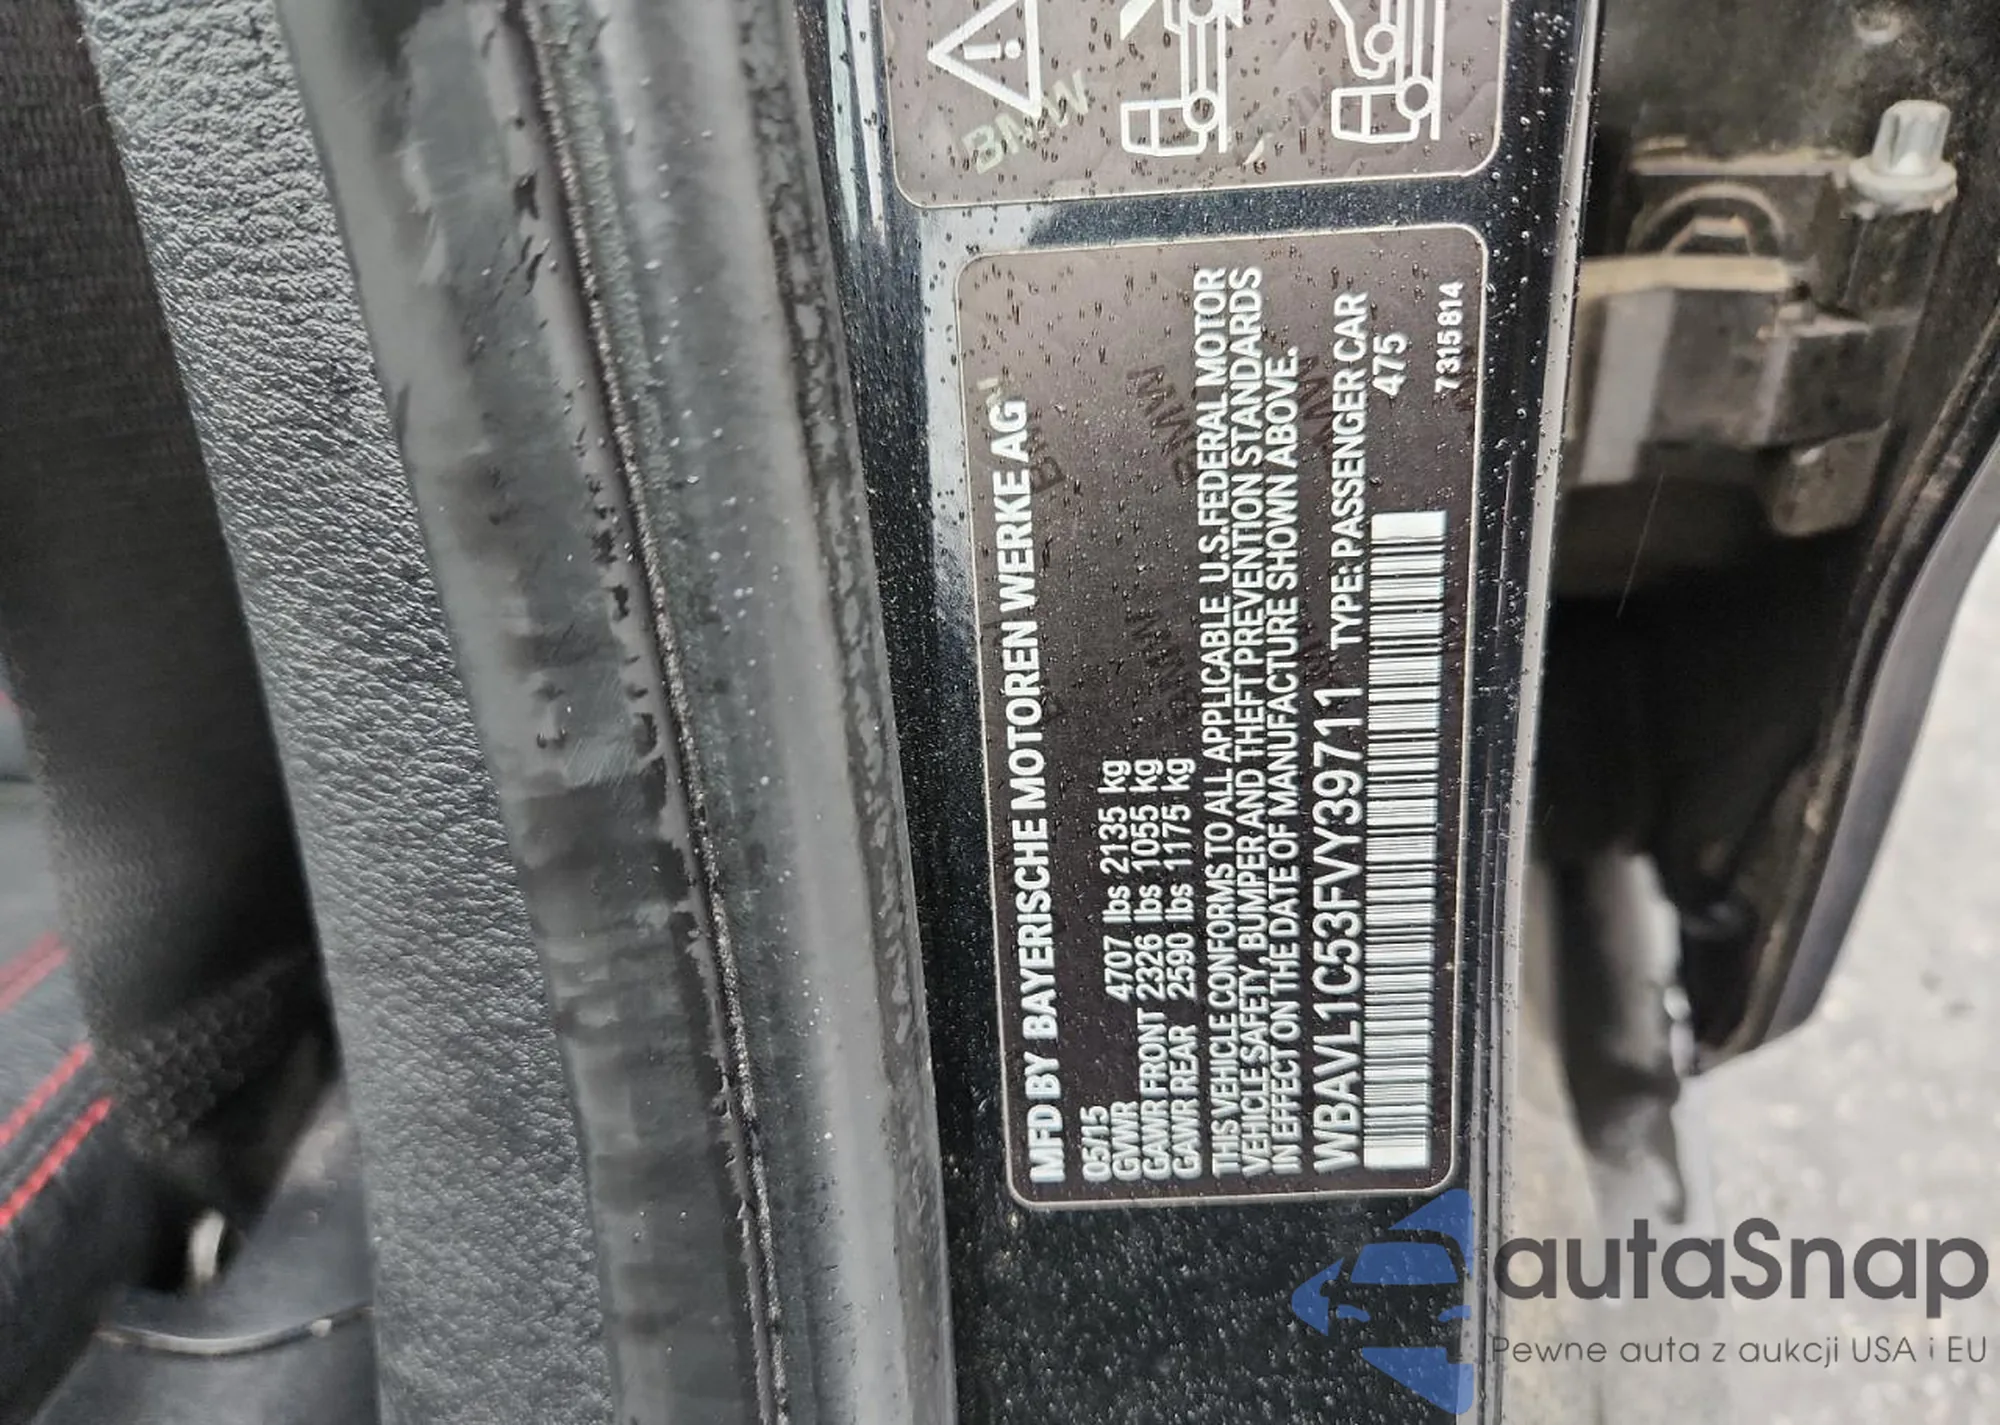 BMW
MFD BY BAYERISCHE MOTOREN WERKE AG
05/15
GVWR 4707 lbs 2135 kg
GAWR FRONT 2326 lbs 1055 kg
GAWR REAR 2590 lbs 1175 kg
THIS VEHICLE CONFORMS TO ALL APPLICABLE U.S. FEDERAL MOTOR
VEHICLE SAFETY, BUMPER AND THEFT PREVENTION STANDARDS
IN EFFECT ON THE DATE OF MANUFACTURE SHOWN ABOVE.
WBAVL1C53FVY39711 TYPE: PASSENGER CAR
475
7315814
autaSnap
Pewne auta z aukcji USA i EU